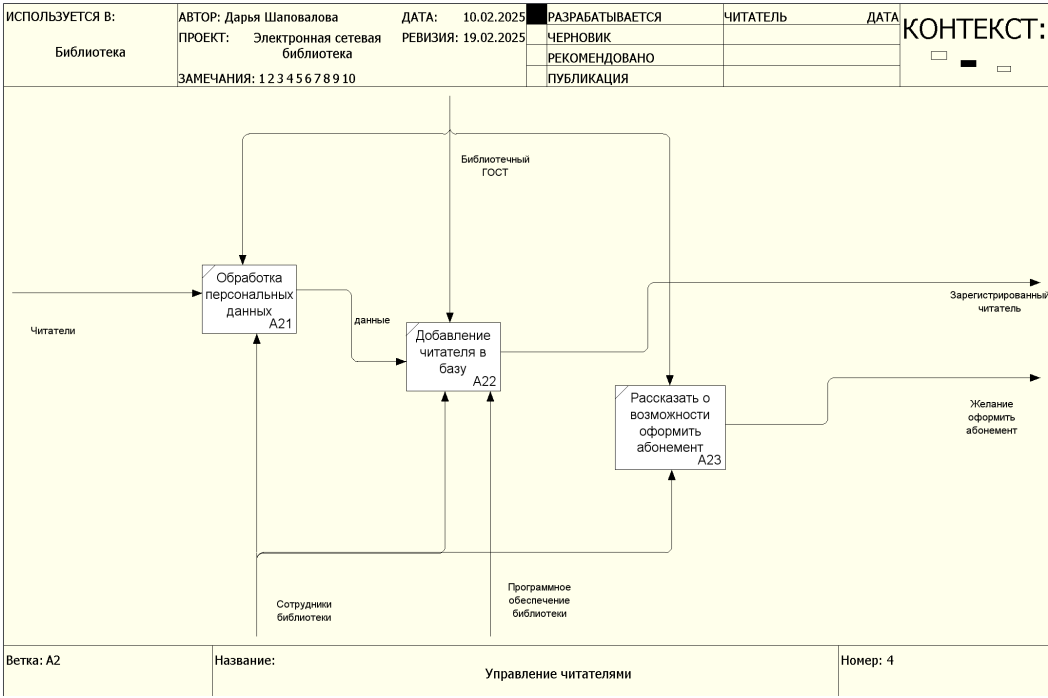 ИСПОЛЬЗУЕТСЯ В:
Библиотека
АВТОР: Дарья Шаповалова
ДАТА: 10.02.2025
ПРОЕКТ: Электронная сетевая
библиотека
РЕВИЗИЯ: 19.02.2025
ЗАМЕЧАНИЯ: 1 2 3 4 5 6 7 8 9 10
РАЗРАБАТЫВАЕТСЯ
ЧЕРНОВИК
РЕКОМЕНДОВАНО
ПУБЛИКАЦИЯ
ЧИТАТЕЛЬ
ДАТА
КОНТЕКСТ:
Библиотечный
ГОСТ
Обработка
персональных
данных
A21
Читатели
данные
Добавление
читателя в
базу
A22
Зарегистрированный
читатель
Рассказать о
возможности
оформить
абонемент
A23
Желание
оформить
абонемент
Сотрудники
библиотеки
Программное
обеспечение
библиотеки
Ветка: A2
Название:
Управление читателями
Номер: 4